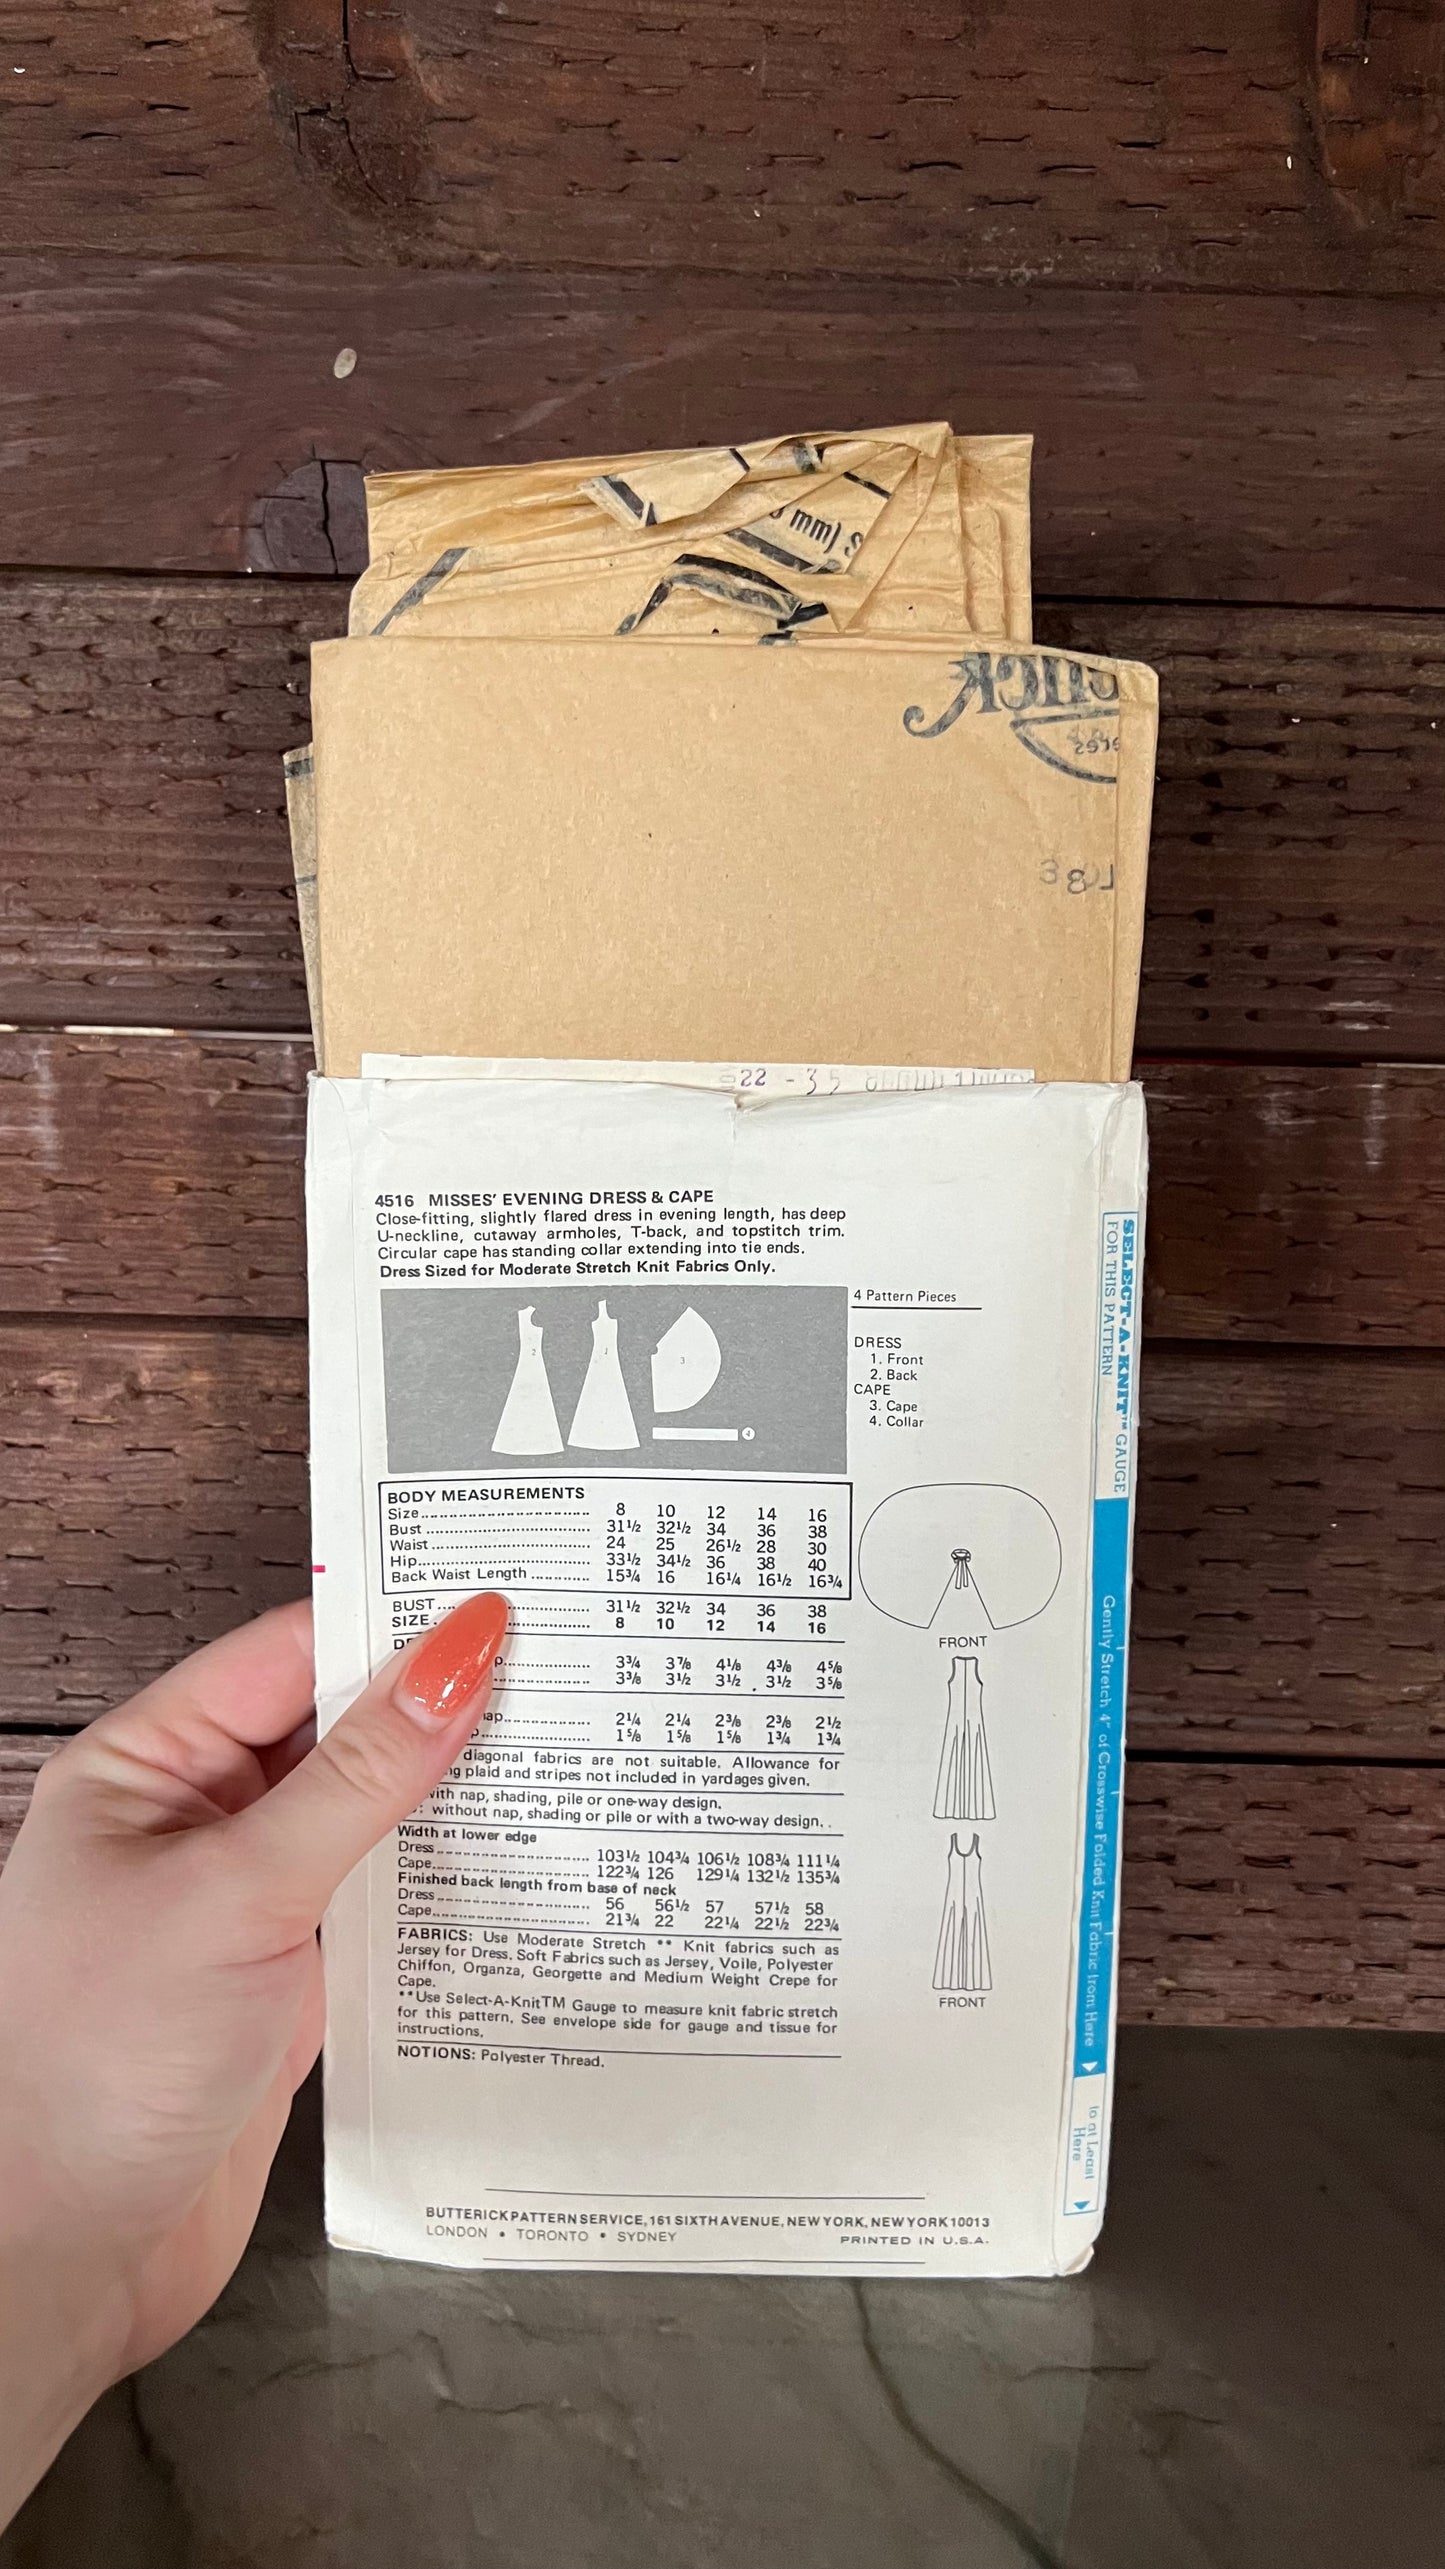 mm) S
22 - 35
4516 MISSES' EVENING DRESS & CAPE
Close-fitting, slightly flared dress in evening length, has deep
U-neckline, cutaway armholes, T-back, and topstitch trim.
Circular cape has standing collar extending into tie ends.
Dress Sized for Moderate Stretch Knit Fabrics Only.
2 1 3 4
4 Pattern Pieces
DRESS
1. Front
2. Back
CAPE
3. Cape
4. Collar
BODY MEASUREMENTS
Size 8 10 12 14 16
Bust 31½ 32½ 34 36 38
Waist 24 25 26½ 28 30
Hip 33½ 34½ 36 38 40
Back Waist Length 15¾ 16 16¼ 16½ 16¾
BUST 31½ 32½ 34 36 38
SIZE 8 10 12 14 16
3¾ 3⅞ 4⅛ 4⅜ 4⅝
3⅜ 3½ 3½ 3½ 3⅝
2¼ 2¼ 2⅜ 2⅜ 2½
1⅝ 1⅝ 1⅝ 1¾ 1¾
diagonal fabrics are not suitable. Allowance for
plaid and stripes not included in yardages given.
with nap, shading, pile or one-way design.
: without nap, shading or pile or with a two-way design.
Width at lower edge
Dress 103½ 104¾ 106½ 108¾ 111¼
Cape 122¾ 126 129¼ 132½ 135¾
Finished back length from base of neck
Dress 56 56½ 57 57½ 58
Cape 21¾ 22 22¼ 22½ 22¾
FABRICS: Use Moderate Stretch ** Knit fabrics such as
Jersey for Dress. Soft Fabrics such as Jersey, Voile, Polyester
Chiffon, Organza, Georgette and Medium Weight Crepe for
Cape.
**Use Select-A-KnitTM Gauge to measure knit fabric stretch
for this pattern. See envelope side for gauge and tissue for
instructions.
NOTIONS: Polyester Thread.
FRONT
FRONT
SELECT-A-KNIT™ GAUGE
FOR THIS PATTERN
Gently Stretch 4" of Crosswise Folded Knit Fabric from Here
to at Least
Here
BUTTERICK PATTERN SERVICE, 161 SIXTH AVENUE, NEW YORK, NEW YORK 10013
LONDON • TORONTO • SYDNEY PRINTED IN U.S.A.